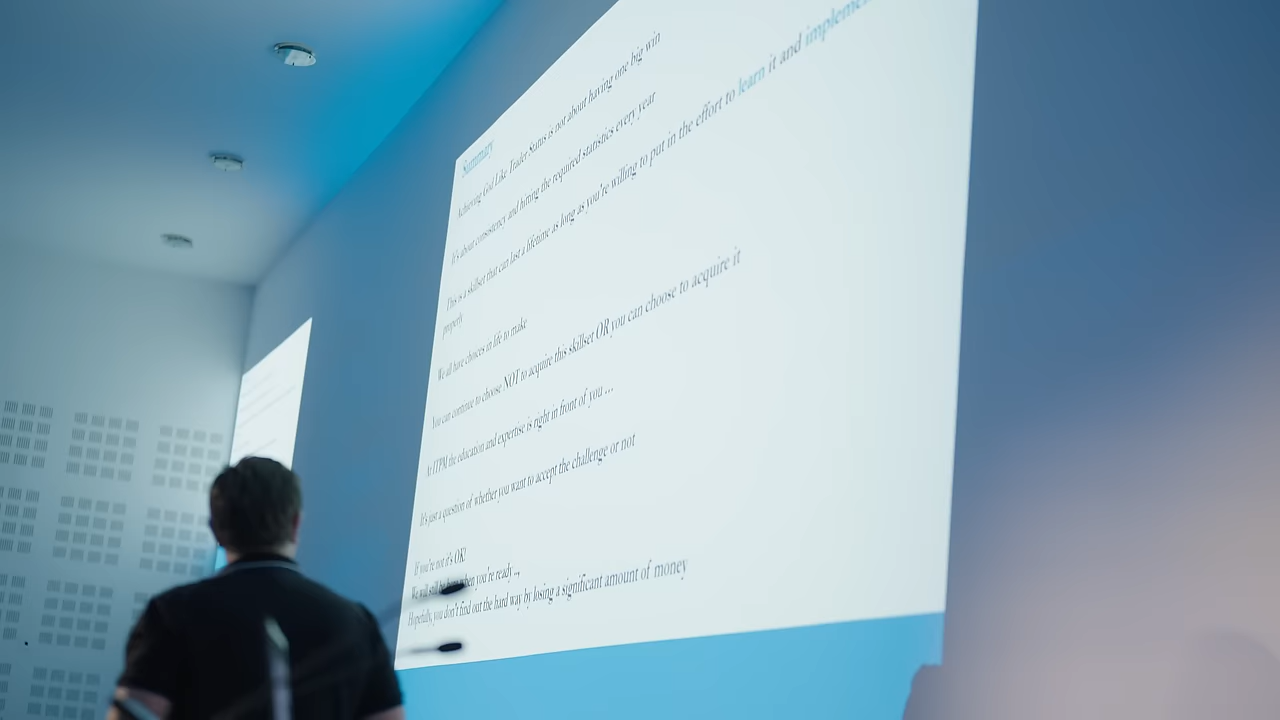 Summary
Achieving God Like Trader Status is not about having one big win
It's about consistency and hitting the required statistics every year
This is a skillset that can last a lifetime as long as you're willing to put in the effort to learn it and
properly
We all have choices in life to make
You can continue to choose NOT to acquire this skillset OR you can choose to acquire it
At ITPM the education and expertise is right in front of you ...
It's just a question of whether you want to accept the challenge or not
If you're not it's OK!
We will still be here when you're ready ...
Hopefully, you don't find out the hard way by losing a significant amount of money